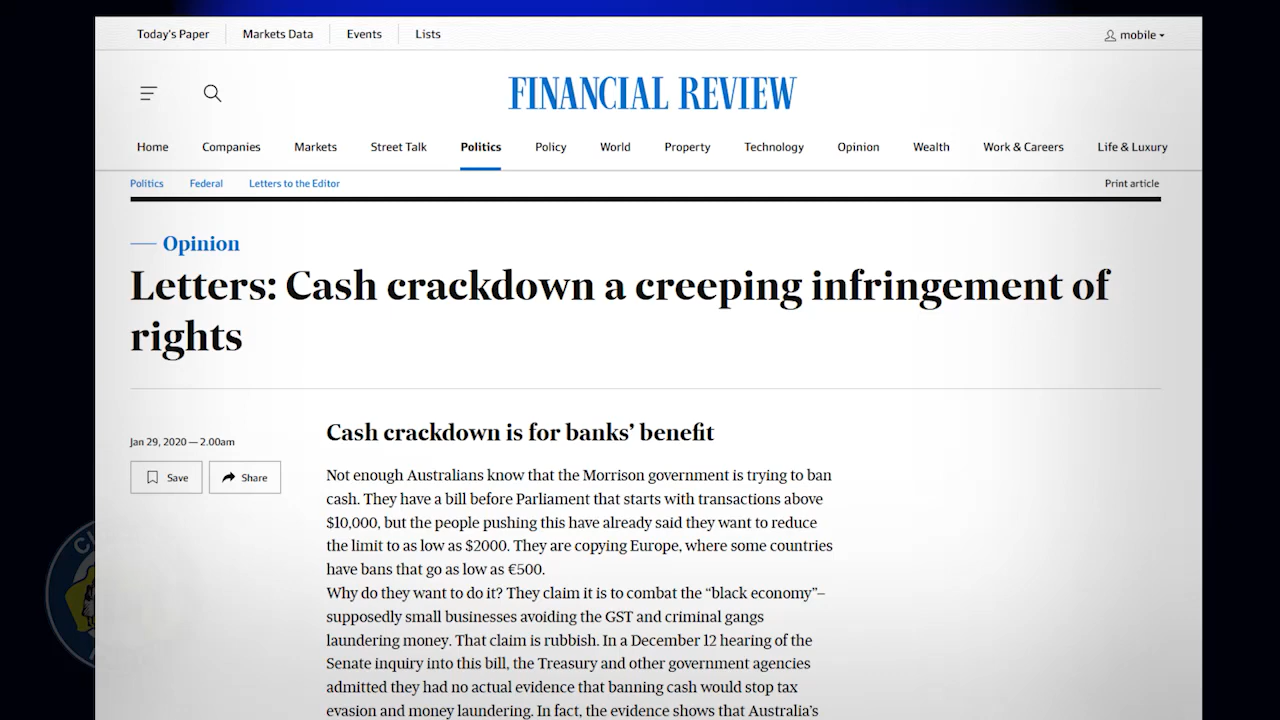 Today's Paper Markets Data Events Lists mobile
FINANCIAL REVIEW
Home Companies Markets Street Talk Politics Policy World Property Technology Opinion Wealth Work & Careers Life & Luxury
Politics Federal Letters to the Editor Print article
Opinion
Letters: Cash crackdown a creeping infringement of
rights
Cash crackdown is for banks' benefit
Jan 29, 2020 — 2.00am
Save Share
Not enough Australians know that the Morrison government is trying to ban
cash. They have a bill before Parliament that starts with transactions above
$10,000, but the people pushing this have already said they want to reduce
the limit to as low as $2000. They are copying Europe, where some countries
have bans that go as low as €500.
Why do they want to do it? They claim it is to combat the “black economy”–
supposedly small businesses avoiding the GST and criminal gangs
laundering money. That claim is rubbish. In a December 12 hearing of the
Senate inquiry into this bill, the Treasury and other government agencies
admitted they had no actual evidence that banning cash would stop tax
evasion and money laundering. In fact, the evidence shows that Australia's